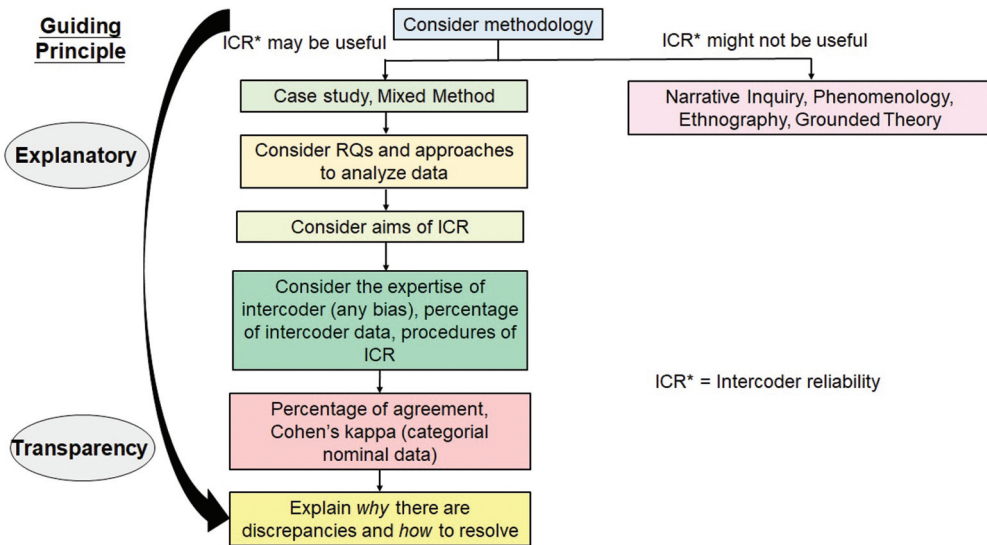 Guiding
Principle
Consider methodology
ICR* may be useful
ICR* might not be useful
Case study, Mixed Method
Narrative Inquiry, Phenomenology,
Ethnography, Grounded Theory
Explanatory
Consider RQs and approaches
to analyze data
Consider aims of ICR
Consider the expertise of
intercoder (any bias), percentage
of intercoder data, procedures of
ICR
ICR* = Intercoder reliability
Percentage of agreement,
Cohen's kappa (categorial
nominal data)
Transparency
Explain why there are
discrepancies and how to resolve